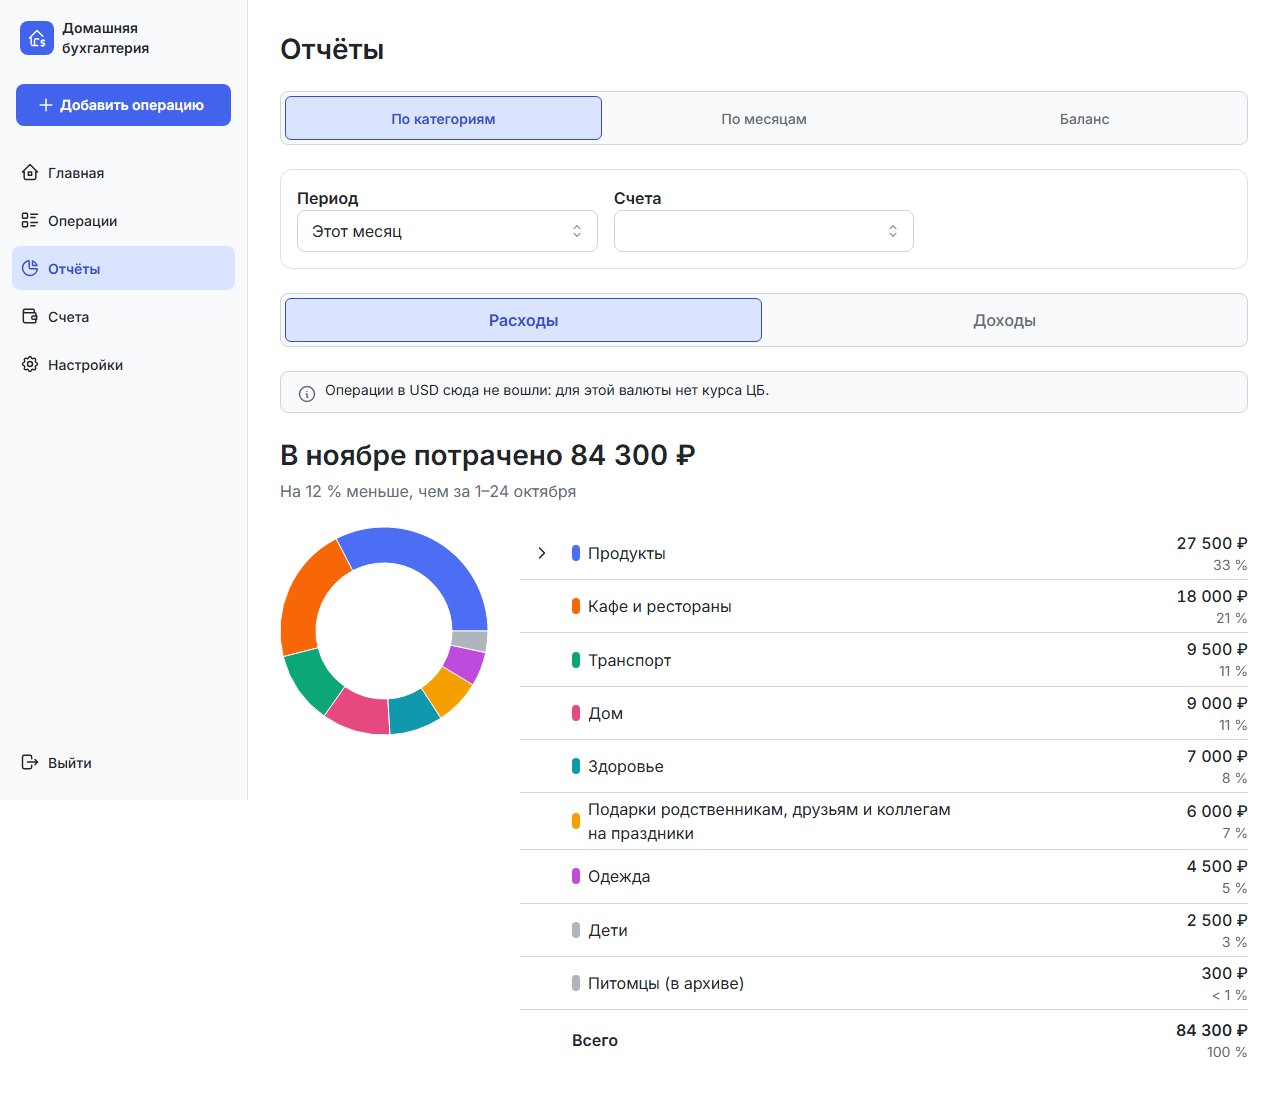 Домашняя
бухгалтерия
Добавить операцию
Главная
Операции
Отчёты
Счета
Настройки
Выйти
Отчёты
По категориям
По месяцам
Баланс
Период
Счета
Этот месяц
Расходы
Доходы
Операции в USD сюда не вошли: для этой валюты нет курса ЦБ.
В ноябре потрачено 84 300 ₽
На 12 % меньше, чем за 1–24 октября
Продукты
27 500 ₽
33 %
Кафе и рестораны
18 000 ₽
21 %
Транспорт
9 500 ₽
11 %
Дом
9 000 ₽
11 %
Здоровье
7 000 ₽
8 %
Подарки родственникам, друзьям и коллегам
на праздники
6 000 ₽
7 %
Одежда
4 500 ₽
5 %
Дети
2 500 ₽
3 %
Питомцы (в архиве)
300 ₽
< 1 %
Всего
84 300 ₽
100 %